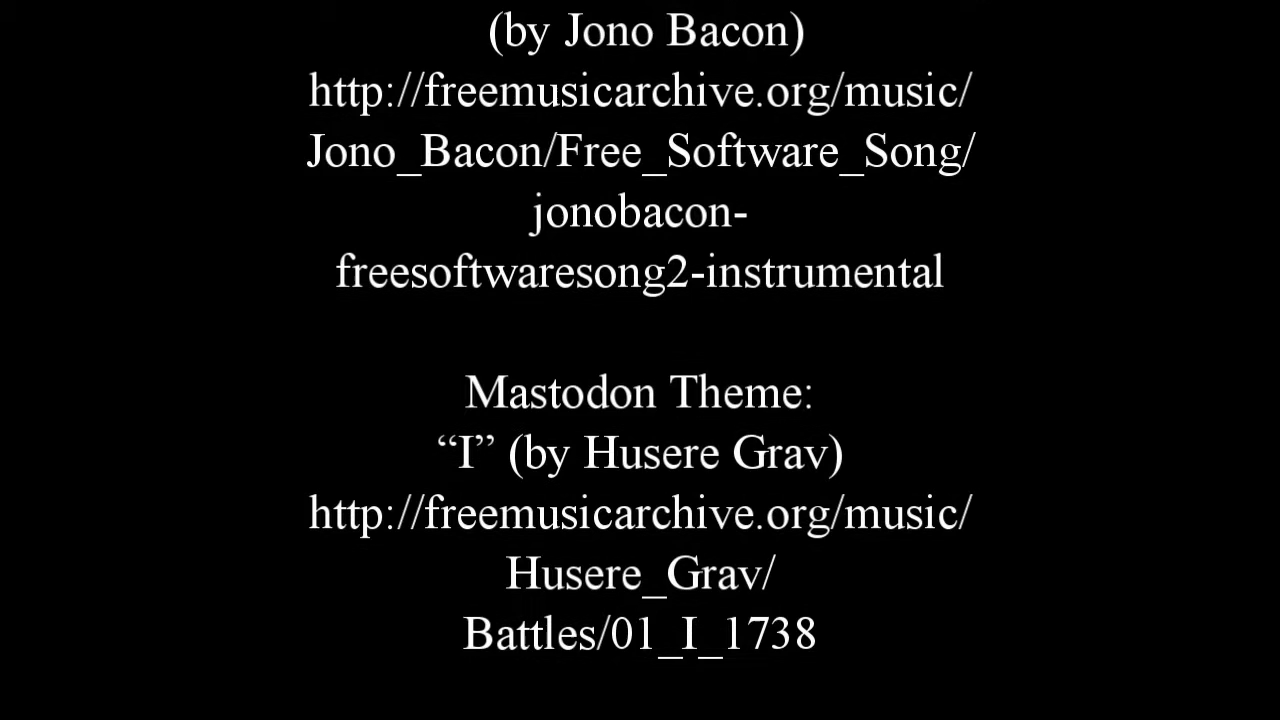 (by Jono Bacon)
http://freemusicarchive.org/music/
Jono_Bacon/Free_Software_Song/
jonobacon-
freesoftwaresong2-instrumental
Mastodon Theme:
“I” (by Husere Grav)
http://freemusicarchive.org/music/
Husere_Grav/
Battles/01_I_1738